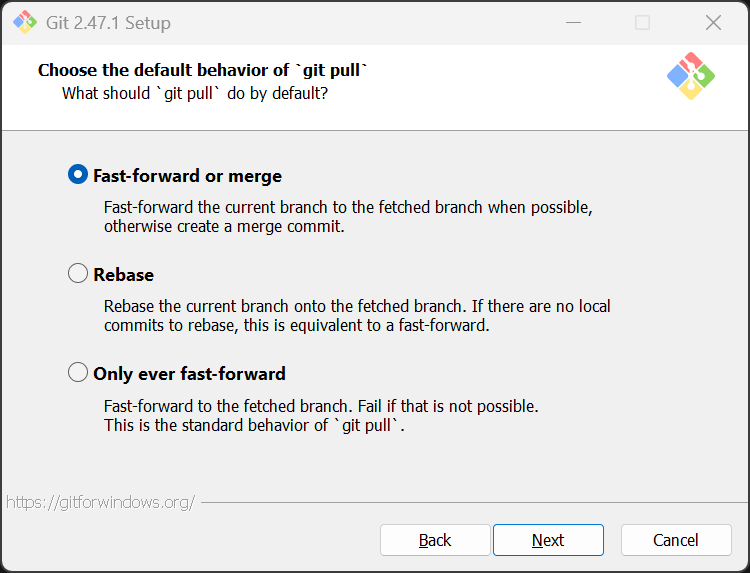 Git 2.47.1 Setup
Choose the default behavior of `git pull`
What should `git pull` do by default?
Fast-forward or merge
Fast-forward the current branch to the fetched branch when possible,
otherwise create a merge commit.
Rebase
Rebase the current branch onto the fetched branch. If there are no local
commits to rebase, this is equivalent to a fast-forward.
Only ever fast-forward
Fast-forward to the fetched branch. Fail if that is not possible.
This is the standard behavior of `git pull`.
https://gitforwindows.org/
Back
Next
Cancel